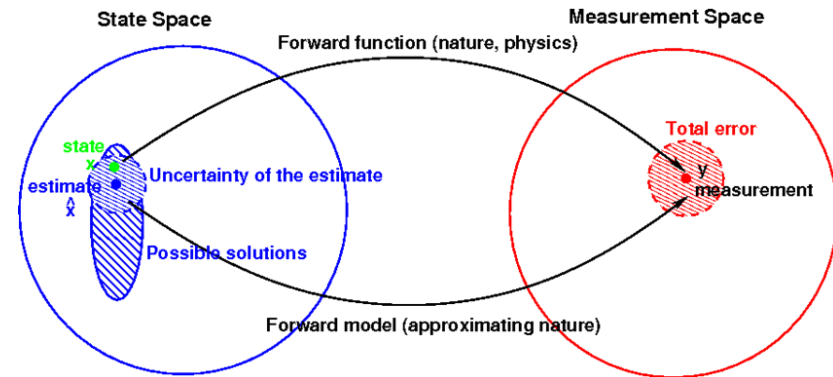 State Space
Measurement Space
Forward function (nature, physics)
Total error
state
x
Uncertainty of the estimate
estimate
^
x
y
measurement
Possible solutions
Forward model (approximating nature)